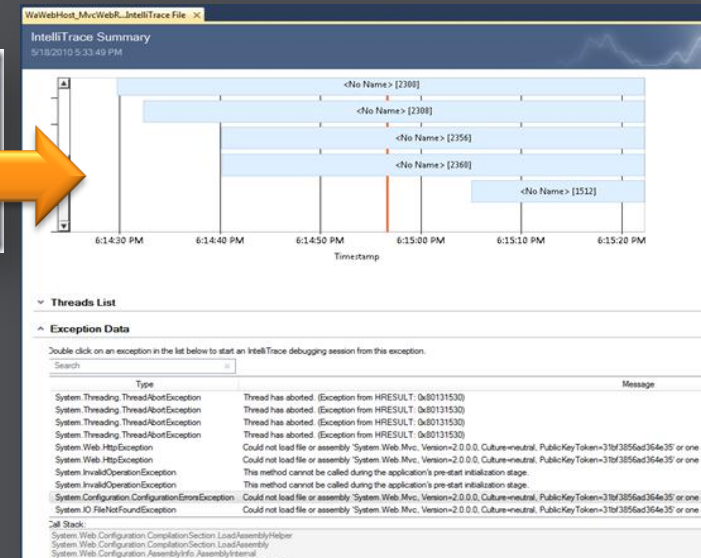 WaWebHost_MvcWebR...IntelliTrace File ×
IntelliTrace Summary
5/18/2010 5:33:49 PM
<No Name> [2300]
<No Name> [2308]
<No Name> [2356]
<No Name> [2360]
<No Name> [1512]
6:14:30 PM 6:14:40 PM 6:14:50 PM 6:15:00 PM 6:15:10 PM 6:15:20 PM
Timestamp
Threads List
Exception Data
Double click on an exception in the list below to start an IntelliTrace debugging session from this exception.
Search
Type Message
System.Threading.ThreadAbortException Thread has aborted. (Exception from HRESULT: 0x80131530)
System.Threading.ThreadAbortException Thread has aborted. (Exception from HRESULT: 0x80131530)
System.Threading.ThreadAbortException Thread has aborted. (Exception from HRESULT: 0x80131530)
System.Threading.ThreadAbortException Thread has aborted. (Exception from HRESULT: 0x80131530)
System.Web.HttpException Could not load file or assembly 'System.Web.Mvc, Version=2.0.0.0, Culture=neutral, PublicKeyToken=31bf3856ad364e35' or one
System.Web.HttpException Could not load file or assembly 'System.Web.Mvc, Version=2.0.0.0, Culture=neutral, PublicKeyToken=31bf3856ad364e35' or one
System.InvalidOperationException This method cannot be called during the application's pre-start initialization stage.
System.InvalidOperationException This method cannot be called during the application's pre-start initialization stage.
System.Configuration.ConfigurationErrorsException Could not load file or assembly 'System.Web.Mvc, Version=2.0.0.0, Culture=neutral, PublicKeyToken=31bf3856ad364e35' or one
System.IO.FileNotFoundException Could not load file or assembly 'System.Web.Mvc, Version=2.0.0.0, Culture=neutral, PublicKeyToken=31bf3856ad364e35' or one
Call Stack:
System.Web.Configuration.CompilationSection.LoadAssemblyHelper
System.Web.Configuration.CompilationSection.LoadAssembly
System.Web.Configuration.AssemblyInfo.AssemblyInternal